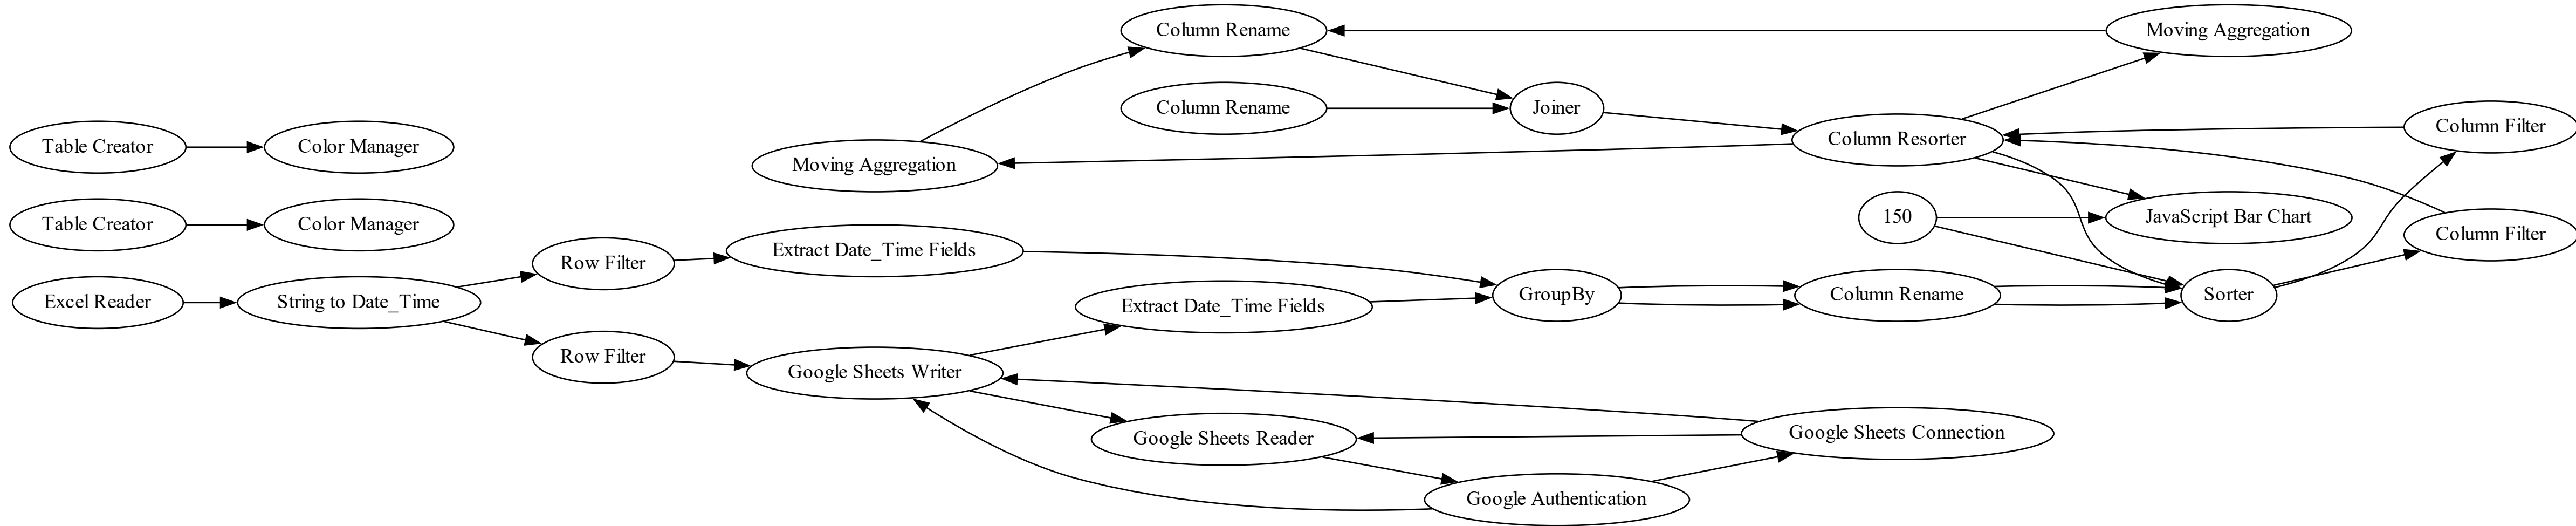 Column Rename
Moving Aggregation
Column Rename
Joiner
Column Filter
Table Creator
Color Manager
Column Resorter
Moving Aggregation
150
JavaScript Bar Chart
Table Creator
Color Manager
Column Filter
Row Filter
Extract Date_Time Fields
Excel Reader
String to Date_Time
GroupBy
Column Rename
Sorter
Extract Date_Time Fields
Row Filter
Google Sheets Writer
Google Sheets Reader
Google Sheets Connection
Google Authentication